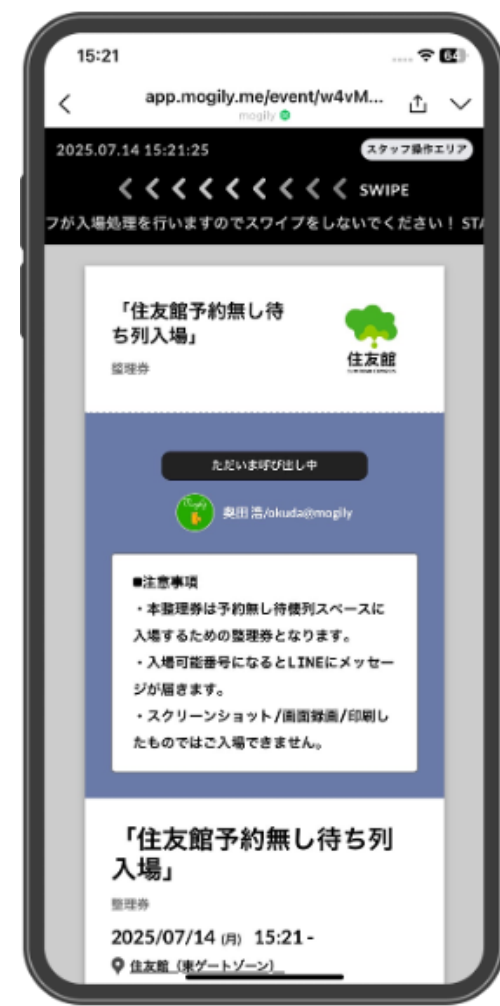 15:21
64
app.mogily.me/event/w4vM...
mogily
2025.07.14 15:21:25
スタッフ操作エリア
SWIPE
フが入場処理を行いますのでスワイプをしないでください! STA
「住友館予約無し待
ち列入場」
整理券
住友館
ただいま呼び出し中
Mogily
奥田 浩/okuda@mogily
■注意事項
・本整理券は予約無し待機列スペースに
入場するための整理券となります。
・入場可能番号になるとLINEにメッセー
ジが届きます。
・スクリーンショット/画面録画/印刷し
たものではご入場できません。
「住友館予約無し待ち列
入場」
整理券
2025/07/14 (月) 15:21 -
住友館（東ゲートゾーン）